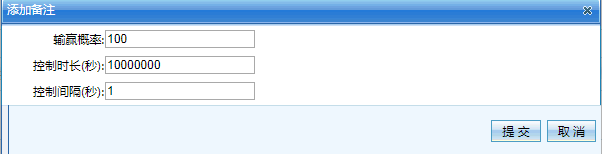 添加备注
输赢概率:100
控制时长(秒):10000000
控制间隔(秒):1
提 交 取 消